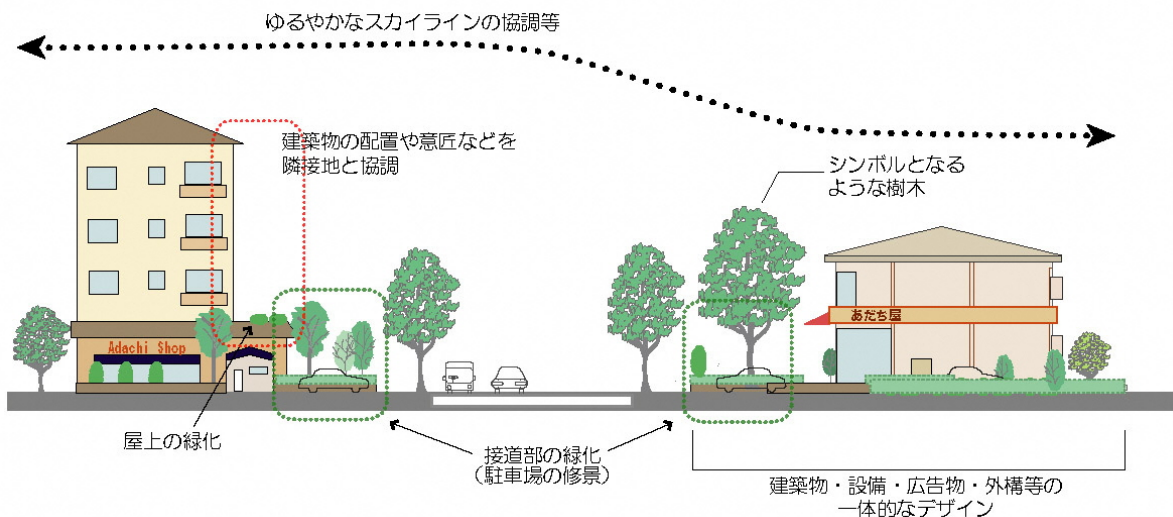 ゆるやかなスカイラインの協調等
建築物の配置や意匠などを
隣接地と協調
シンボルとなる
ような樹木
あだち屋
Adachi Shop
屋上の緑化
接道部の緑化
(駐車場の修景)
建築物・設備・広告物・外構等の
一体的なデザイン